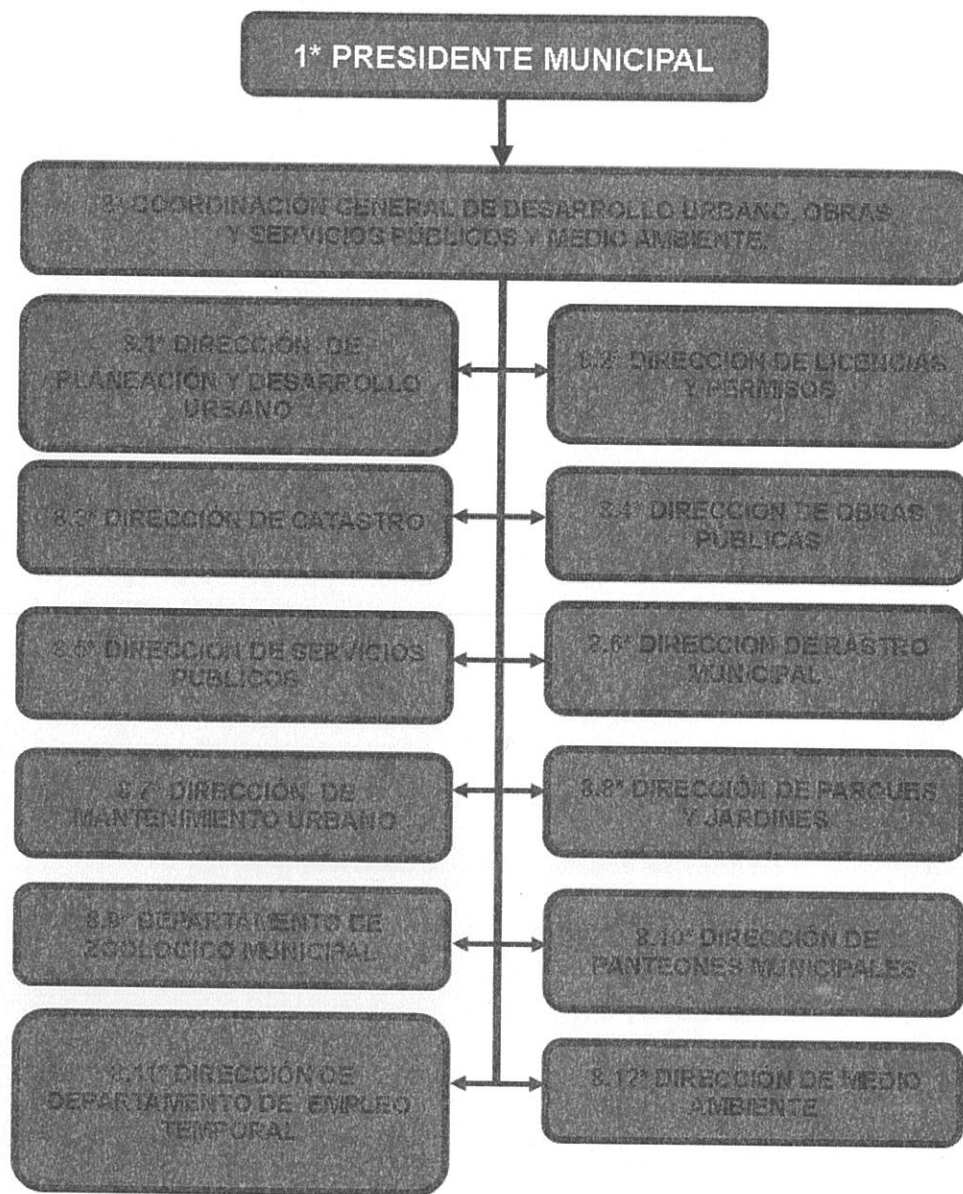 1* PRESIDENTE MUNICIPAL
8* COORDINACIÓN GENERAL DE DESARROLLO URBANO, OBRAS
Y SERVICIOS PÚBLICOS Y MEDIO AMBIENTE.
8.1* DIRECCIÓN DE
PLANEACIÓN Y DESARROLLO
URBANO
8.2* DIRECCIÓN DE LICENCIAS
Y PERMISOS
8.3* DIRECCIÓN DE CATASTRO
8.4* DIRECCIÓN DE OBRAS
PÚBLICAS
8.5* DIRECCIÓN DE SERVICIOS
PÚBLICOS
8.6* DIRECCIÓN DE RASTRO
MUNICIPAL
8.7* DIRECCIÓN DE
MANTENIMIENTO URBANO
8.8* DIRECCIÓN DE PARQUES
Y JARDINES
8.9* DEPARTAMENTO DE
ZOOLÓGICO MUNICIPAL
8.10* DIRECCIÓN DE
PANTEONES MUNICIPALES
8.11* DIRECCIÓN DE
DEPARTAMENTO DE EMPLEO
TEMPORAL
8.12* DIRECCIÓN DE MEDIO
AMBIENTE